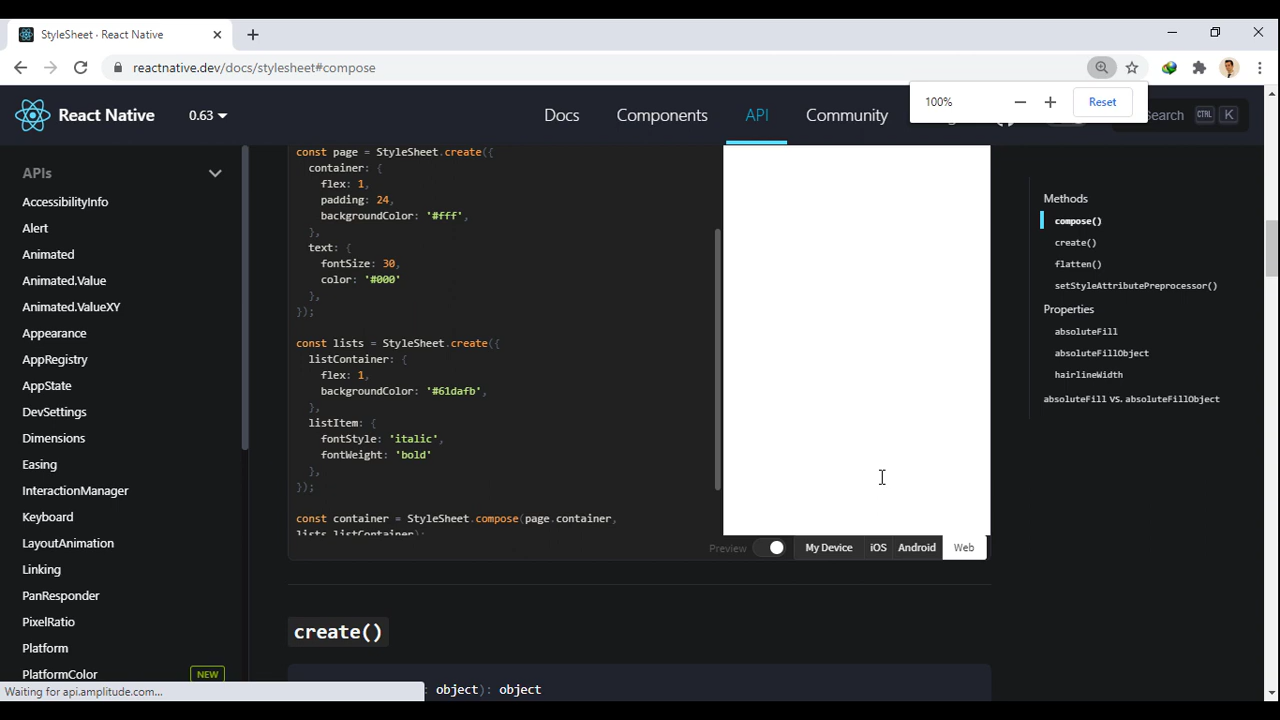 StyleSheet · React Native
reactnative.dev/docs/stylesheet#compose
100%
Reset
React Native
0.63
Docs
Components
API
Community
Search
CTRL
K
APIs
AccessibilityInfo
Alert
Animated
Animated.Value
Animated.ValueXY
Appearance
AppRegistry
AppState
DevSettings
Dimensions
Easing
InteractionManager
Keyboard
LayoutAnimation
Linking
PanResponder
PixelRatio
Platform
PlatformColor
NEW
const page = StyleSheet.create({
container: {
flex: 1,
padding: 24,
backgroundColor: '#fff',
},
text: {
fontSize: 30,
color: '#000'
},
});
const lists = StyleSheet.create({
listContainer: {
flex: 1,
backgroundColor: '#61dafb',
},
listItem: {
fontStyle: 'italic',
fontWeight: 'bold'
},
});
const container = StyleSheet.compose(page.container,
lists.listContainer);
Preview
My Device
iOS
Android
Web
create()
: object): object
Methods
compose()
create()
flatten()
setStyleAttributePreprocessor()
Properties
absoluteFill
absoluteFillObject
hairlineWidth
absoluteFill vs. absoluteFillObject
Waiting for api.amplitude.com...